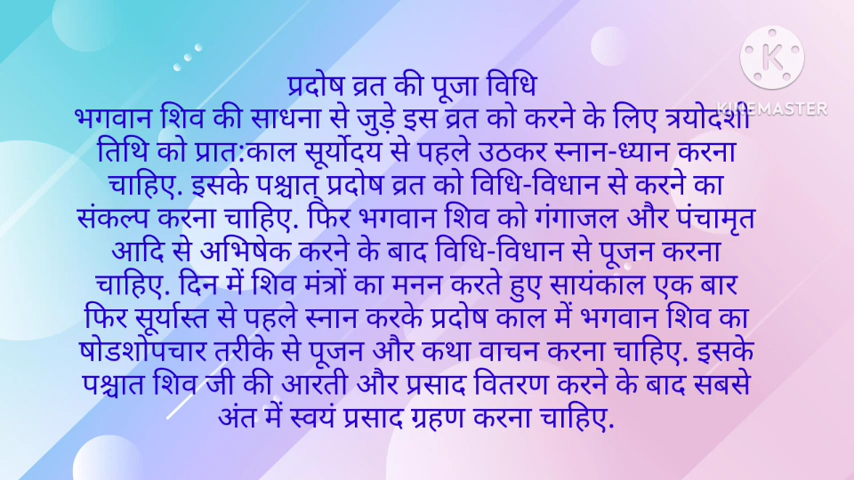 प्रदोष व्रत की पूजा विधि
भगवान शिव की साधना से जुड़े इस व्रत को करने के लिए त्रयोदशी
तिथि को प्रात:काल सूर्योदय से पहले उठकर स्नान-ध्यान करना
चाहिए. इसके पश्चात् प्रदोष व्रत को विधि-विधान से करने का
संकल्प करना चाहिए. फिर भगवान शिव को गंगाजल और पंचामृत
आदि से अभिषेक करने के बाद विधि-विधान से पूजन करना
चाहिए. दिन में शिव मंत्रों का मनन करते हुए सायंकाल एक बार
फिर सूर्यास्त से पहले स्नान करके प्रदोष काल में भगवान शिव का
षोडशोपचार तरीके से पूजन और कथा वाचन करना चाहिए. इसके
पश्चात शिव जी की आरती और प्रसाद वितरण करने के बाद सबसे
अंत में स्वयं प्रसाद ग्रहण करना चाहिए.
K
KINEMASTER